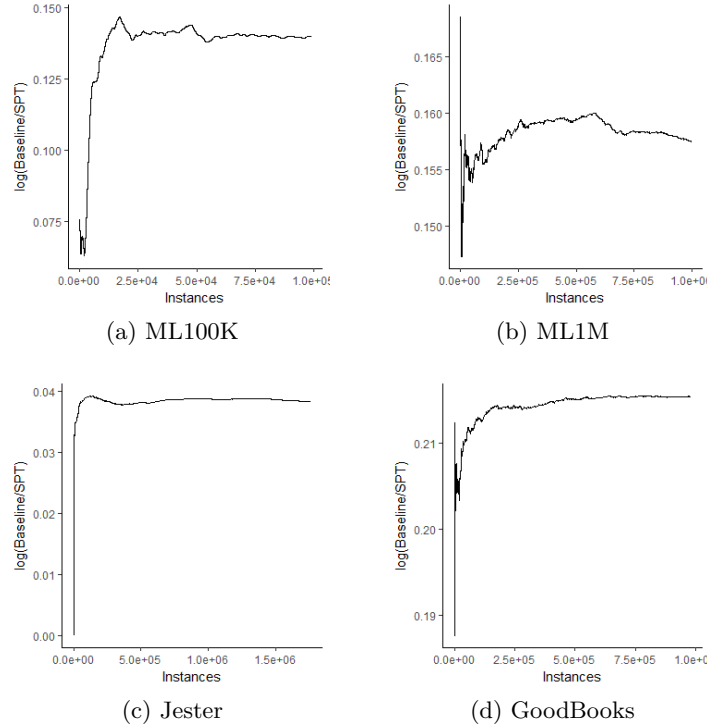 0.150
0.125
0.100
0.075
log(Baseline/SPT)
0.0e+00 2.5e+04 5.0e+04 7.5e+04 1.0e+05
Instances
(a) ML100K
0.165
0.160
0.155
0.150
log(Baseline/SPT)
0.0e+00 2.5e+05 5.0e+05 7.5e+05 1.0e+0
Instances
(b) ML1M
0.04
0.03
0.02
0.01
0.00
log(Baseline/SPT)
0.0e+00 5.0e+05 1.0e+06 1.5e+06
Instances
(c) Jester
0.21
0.20
0.19
log(Baseline/SPT)
0.0e+00 2.5e+05 5.0e+05 7.5e+05 1.0e+0
Instances
(d) GoodBooks